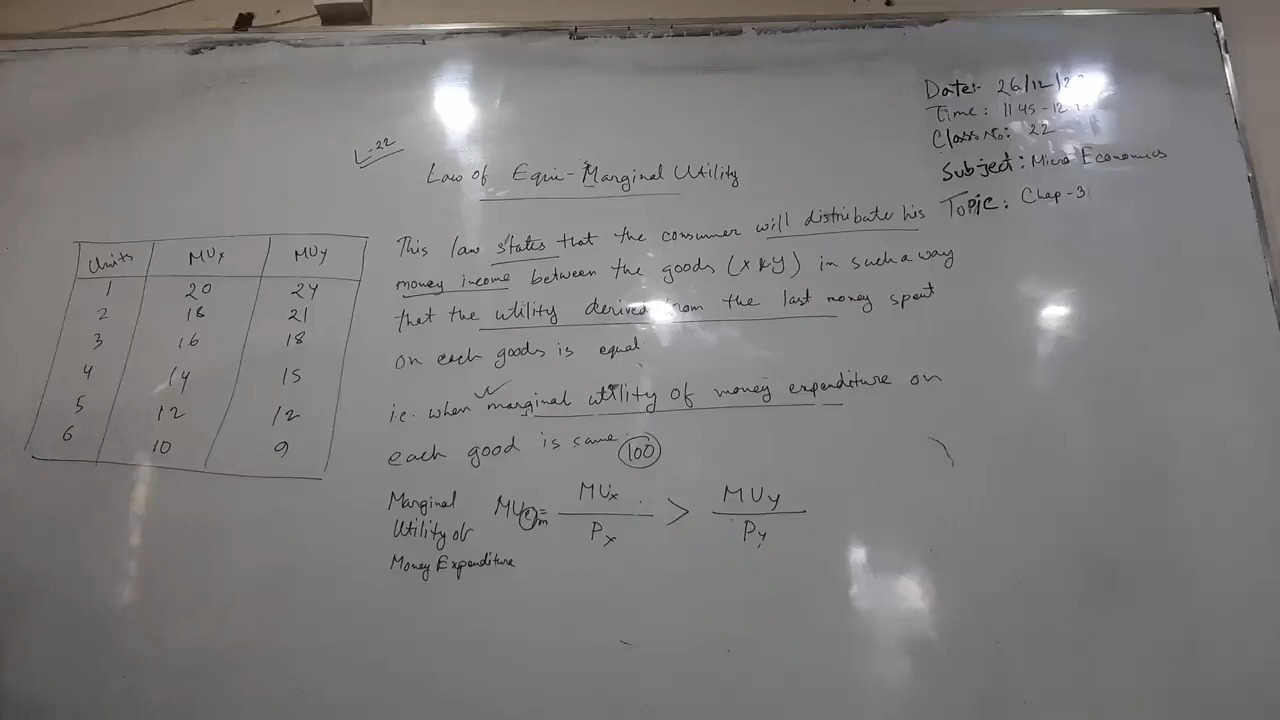 Date:- 26/12/2
Time: 11 45 - 12
Class No: 22
Subject: Micro Economics
Topic: Chap-3
L-22
Law of Equi-Marginal Utility
Units MUx MUy
1 20 24
2 18 21
3 16 18
4 14 15
5 12 12
6 10 9
This law states that the consumer will distribute his
money income between the goods (X & Y) in such a way
that the utility derived from the last money spent
on each goods is equal
i.e. when marginal utility of money expenditure on
each good is same. 100
Marginal
Utility of
Money Expenditure
MUem = MUx / Px > MUy / Py